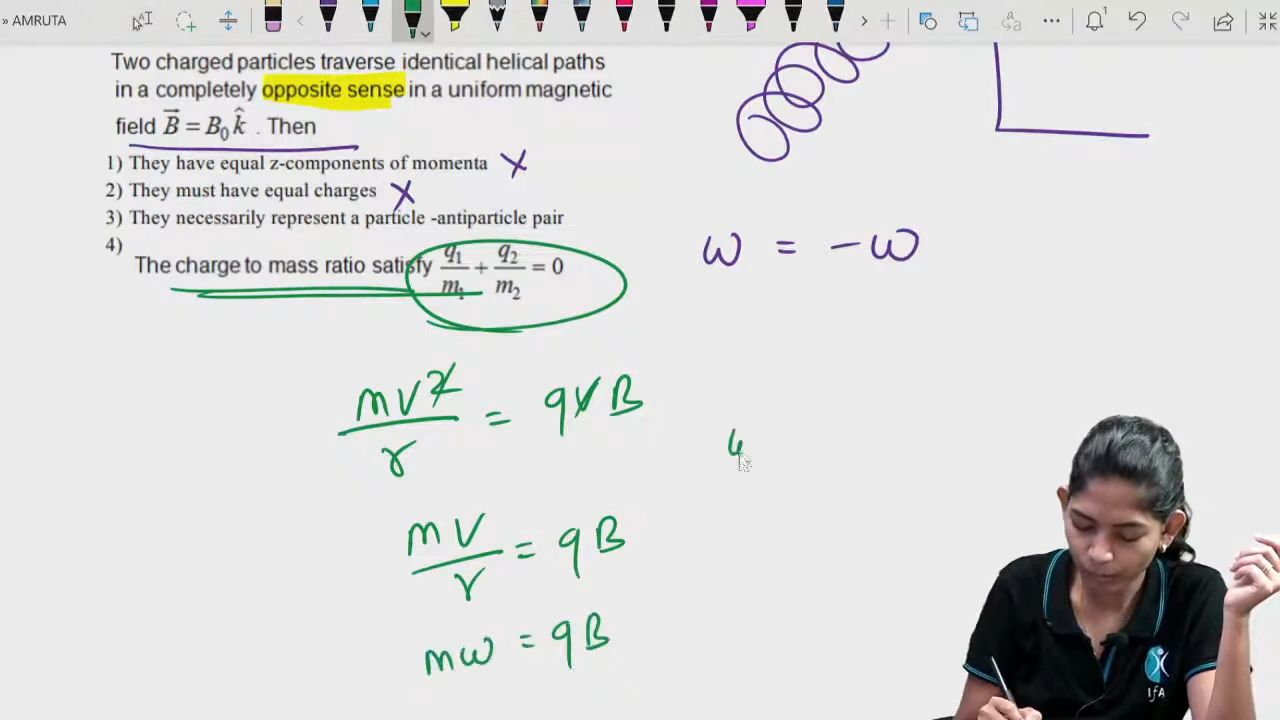 » AMRUTA
Two charged particles traverse identical helical paths
in a completely opposite sense in a uniform magnetic
field B⃗ = B₀ k̂ . Then
1) They have equal z-components of momenta X
2) They must have equal charges X
3) They necessarily represent a particle -antiparticle pair
4)
The charge to mass ratio satisfy q₁/m₁ + q₂/m₂ = 0
ω = -ω
mv²/r = qvB
mv/r = qB
mω = qB
IfA